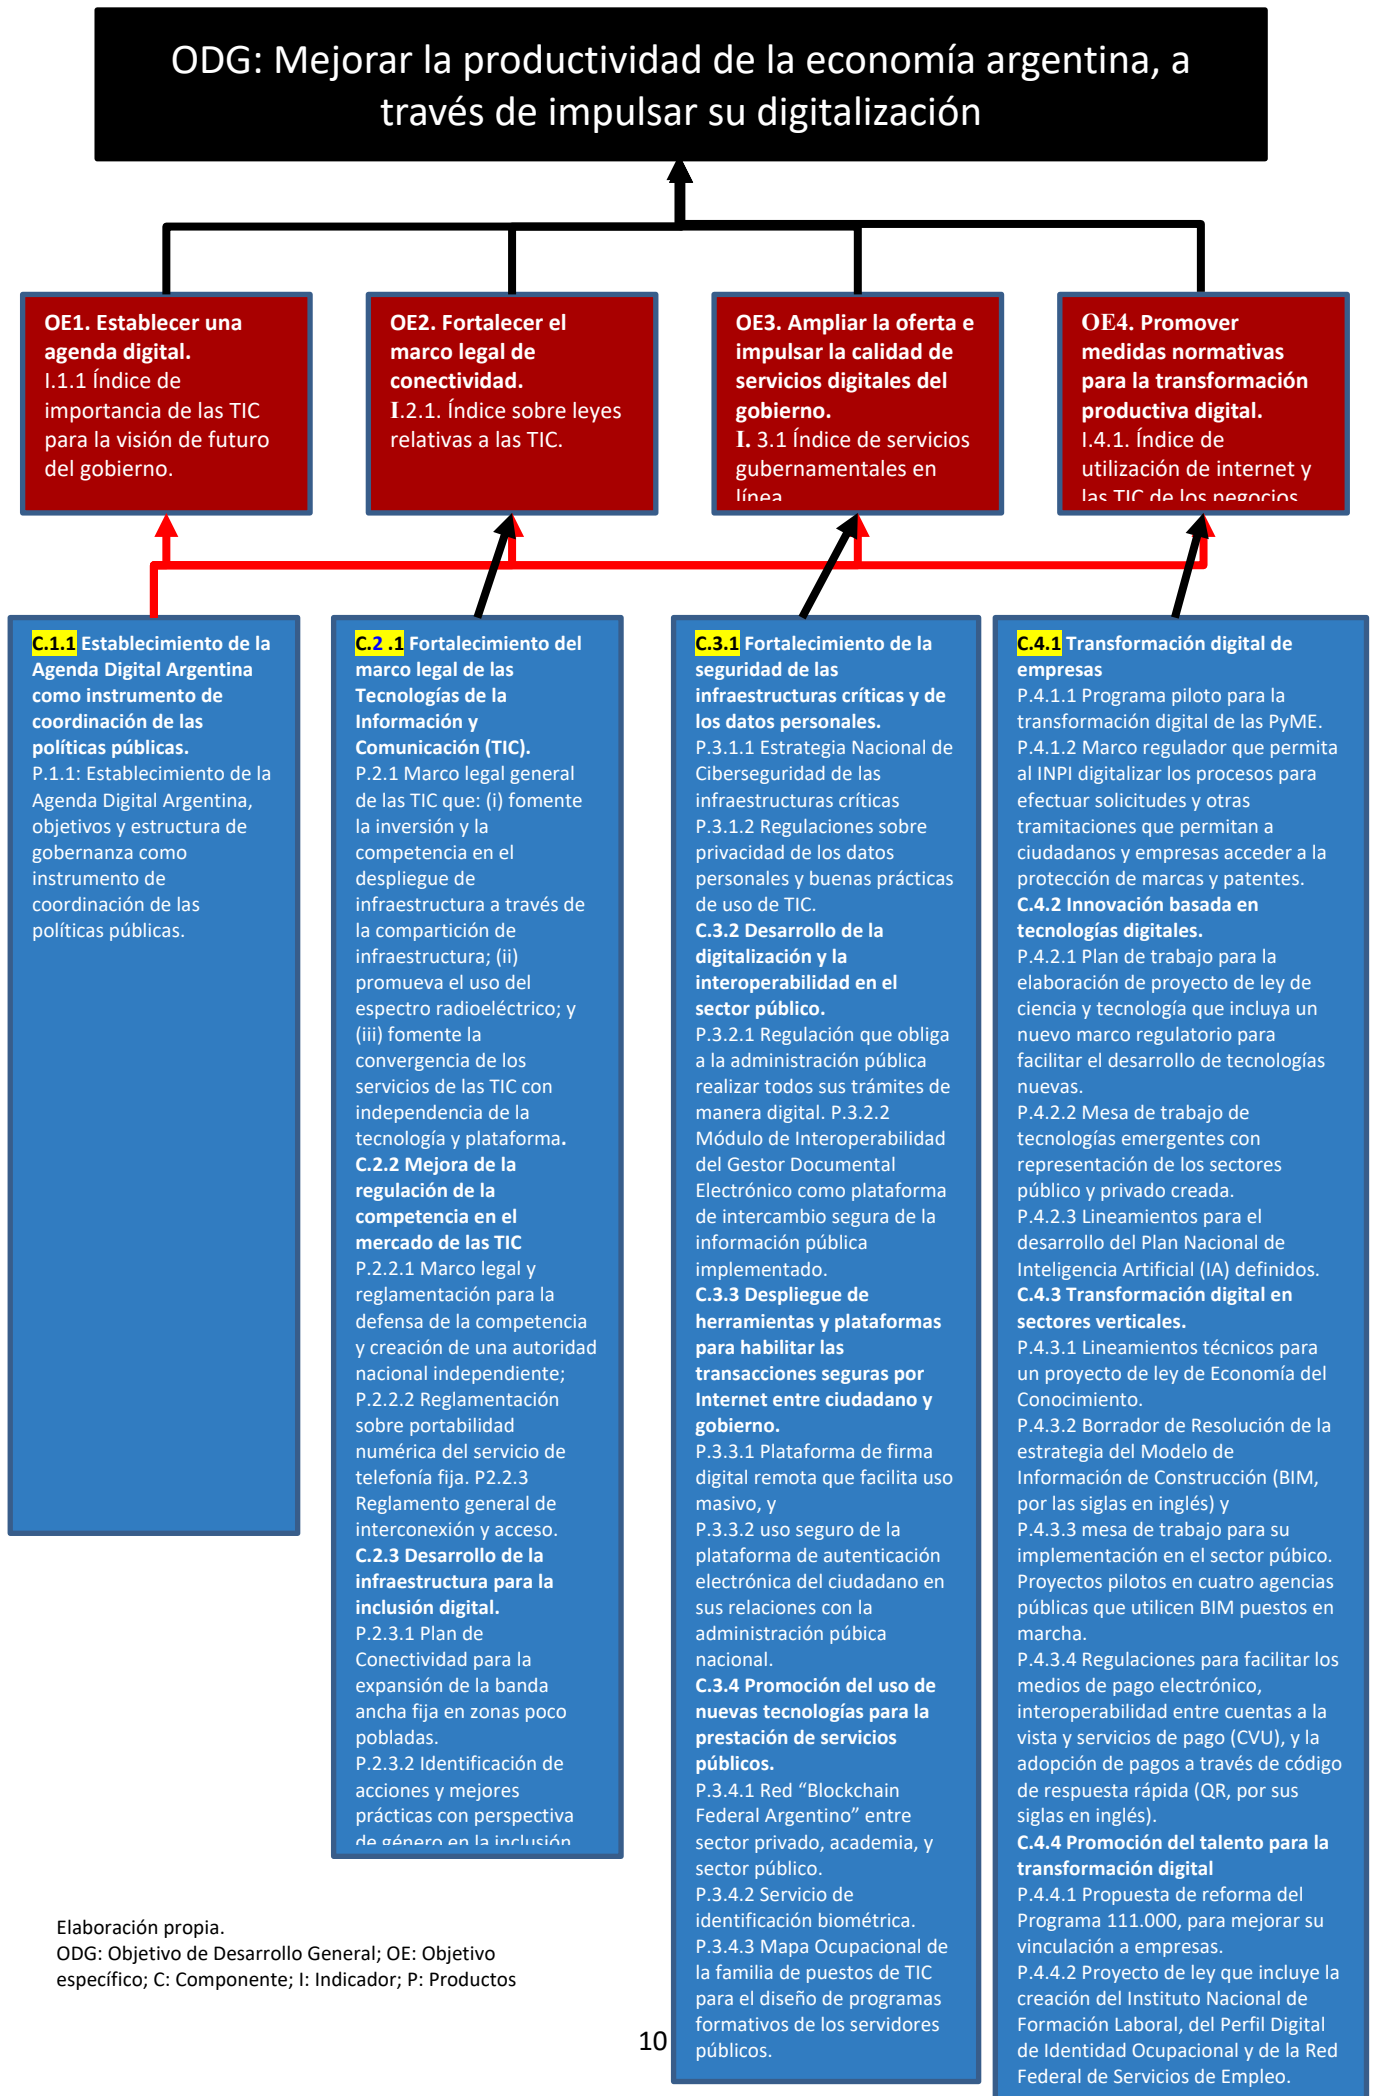 ODG: Mejorar la productividad de la economía argentina, a
través de impulsar su digitalización
OE1. Establecer una
agenda digital.
I.1.1 Índice de
importancia de las TIC
para la visión de futuro
del gobierno.
OE2. Fortalecer el
marco legal de
conectividad.
I.2.1. Índice sobre leyes
relativas a las TIC.
OE3. Ampliar la oferta e
impulsar la calidad de
servicios digitales del
gobierno.
I. 3.1 Índice de servicios
gubernamentales en
línea
OE4. Promover
medidas normativas
para la transformación
productiva digital.
I.4.1. Índice de
utilización de internet y
las TIC de los negocios
C.1.1 Establecimiento de la
Agenda Digital Argentina
como instrumento de
coordinación de las
políticas públicas.
P.1.1: Establecimiento de la
Agenda Digital Argentina,
objetivos y estructura de
gobernanza como
instrumento de
coordinación de las
políticas públicas.
C.2 .1 Fortalecimiento del
marco legal de las
Tecnologías de la
Información y
Comunicación (TIC).
P.2.1 Marco legal general
de las TIC que: (i) fomente
la inversión y la
competencia en el
despliegue de
infraestructura a través de
la compartición de
infraestructura; (ii)
promueva el uso del
espectro radioeléctrico; y
(iii) fomente la
convergencia de los
servicios de las TIC con
independencia de la
tecnología y plataforma.
C.2.2 Mejora de la
regulación de la
competencia en el
mercado de las TIC
P.2.2.1 Marco legal y
reglamentación para la
defensa de la competencia
y creación de una autoridad
nacional independiente;
P.2.2.2 Reglamentación
sobre portabilidad
numérica del servicio de
telefonía fija. P2.2.3
Reglamento general de
interconexión y acceso.
C.2.3 Desarrollo de la
infraestructura para la
inclusión digital.
P.2.3.1 Plan de
Conectividad para la
expansión de la banda
ancha fija en zonas poco
pobladas.
P.2.3.2 Identificación de
acciones y mejores
prácticas con perspectiva
de género en la inclusión
C.3.1 Fortalecimiento de la
seguridad de las
infraestructuras críticas y de
los datos personales.
P.3.1.1 Estrategia Nacional de
Ciberseguridad de las
infraestructuras críticas
P.3.1.2 Regulaciones sobre
privacidad de los datos
personales y buenas prácticas
de uso de TIC.
C.3.2 Desarrollo de la
digitalización y la
interoperabilidad en el
sector público.
P.3.2.1 Regulación que obliga
a la administración pública
realizar todos sus trámites de
manera digital. P.3.2.2
Módulo de Interoperabilidad
del Gestor Documental
Electrónico como plataforma
de intercambio segura de la
información pública
implementado.
C.3.3 Despliegue de
herramientas y plataformas
para habilitar las
transacciones seguras por
Internet entre ciudadano y
gobierno.
P.3.3.1 Plataforma de firma
digital remota que facilita uso
masivo, y
P.3.3.2 uso seguro de la
plataforma de autenticación
electrónica del ciudadano en
sus relaciones con la
administración púbica
nacional.
C.3.4 Promoción del uso de
nuevas tecnologías para la
prestación de servicios
públicos.
P.3.4.1 Red “Blockchain
Federal Argentino” entre
sector privado, academia, y
sector público.
P.3.4.2 Servicio de
identificación biométrica.
P.3.4.3 Mapa Ocupacional de
la familia de puestos de TIC
para el diseño de programas
formativos de los servidores
públicos.
C.4.1 Transformación digital de
empresas
P.4.1.1 Programa piloto para la
transformación digital de las PyME.
P.4.1.2 Marco regulador que permita
al INPI digitalizar los procesos para
efectuar solicitudes y otras
tramitaciones que permitan a
ciudadanos y empresas acceder a la
protección de marcas y patentes.
C.4.2 Innovación basada en
tecnologías digitales.
P.4.2.1 Plan de trabajo para la
elaboración de proyecto de ley de
ciencia y tecnología que incluya un
nuevo marco regulatorio para
facilitar el desarrollo de tecnologías
nuevas.
P.4.2.2 Mesa de trabajo de
tecnologías emergentes con
representación de los sectores
público y privado creada.
P.4.2.3 Lineamientos para el
desarrollo del Plan Nacional de
Inteligencia Artificial (IA) definidos.
C.4.3 Transformación digital en
sectores verticales.
P.4.3.1 Lineamientos técnicos para
un proyecto de ley de Economía del
Conocimiento.
P.4.3.2 Borrador de Resolución de la
estrategia del Modelo de
Información de Construcción (BIM,
por las siglas en inglés) y
P.4.3.3 mesa de trabajo para su
implementación en el sector púbico.
Proyectos pilotos en cuatro agencias
públicas que utilicen BIM puestos en
marcha.
P.4.3.4 Regulaciones para facilitar los
medios de pago electrónico,
interoperabilidad entre cuentas a la
vista y servicios de pago (CVU), y la
adopción de pagos a través de código
de respuesta rápida (QR, por sus
siglas en inglés).
C.4.4 Promoción del talento para la
transformación digital
P.4.4.1 Propuesta de reforma del
Programa 111.000, para mejorar su
vinculación a empresas.
P.4.4.2 Proyecto de ley que incluye la
creación del Instituto Nacional de
Formación Laboral, del Perfil Digital
de Identidad Ocupacional y de la Red
Federal de Servicios de Empleo.
Elaboración propia.
ODG: Objetivo de Desarrollo General; OE: Objetivo
específico; C: Componente; I: Indicador; P: Productos
10